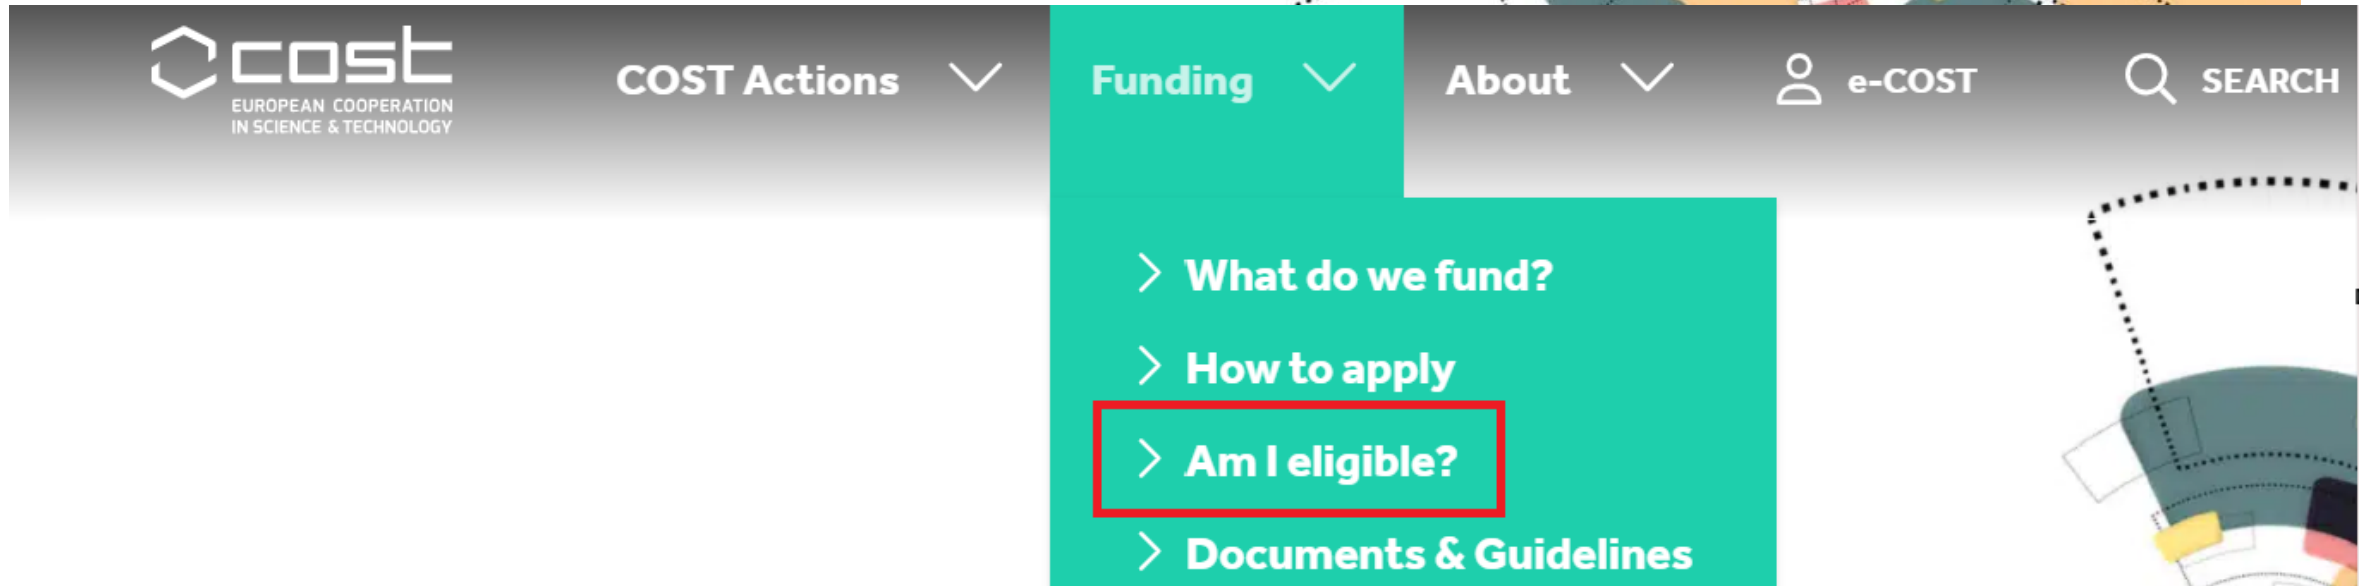 cost
EUROPEAN COOPERATION
IN SCIENCE & TECHNOLOGY
COST Actions
Funding
About
e-COST
SEARCH
What do we fund?
How to apply
Am I eligible?
Documents & Guidelines